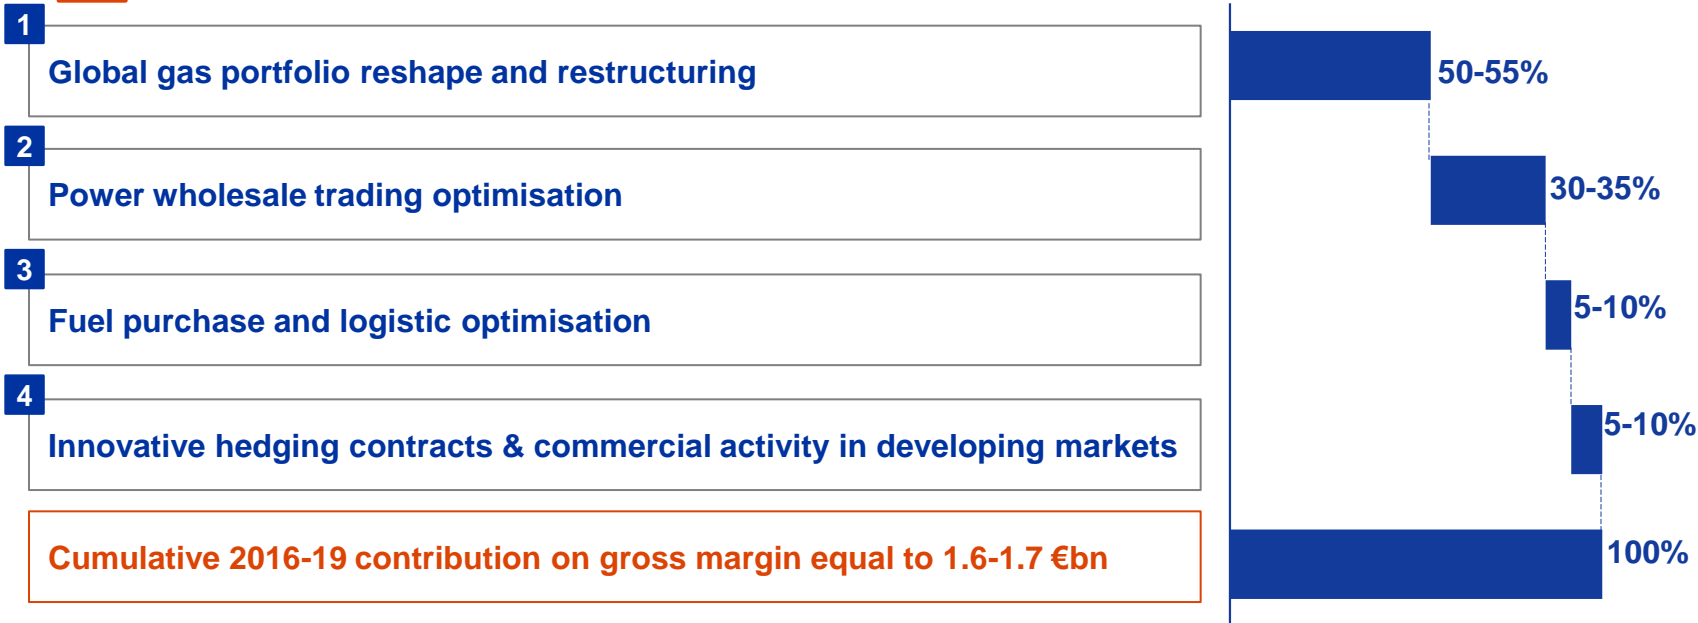 1
Global gas portfolio reshape and restructuring
50-55%
2
Power wholesale trading optimisation
30-35%
3
Fuel purchase and logistic optimisation
5-10%
4
Innovative hedging contracts & commercial activity in developing markets
5-10%
Cumulative 2016-19 contribution on gross margin equal to 1.6-1.7 €bn
100%